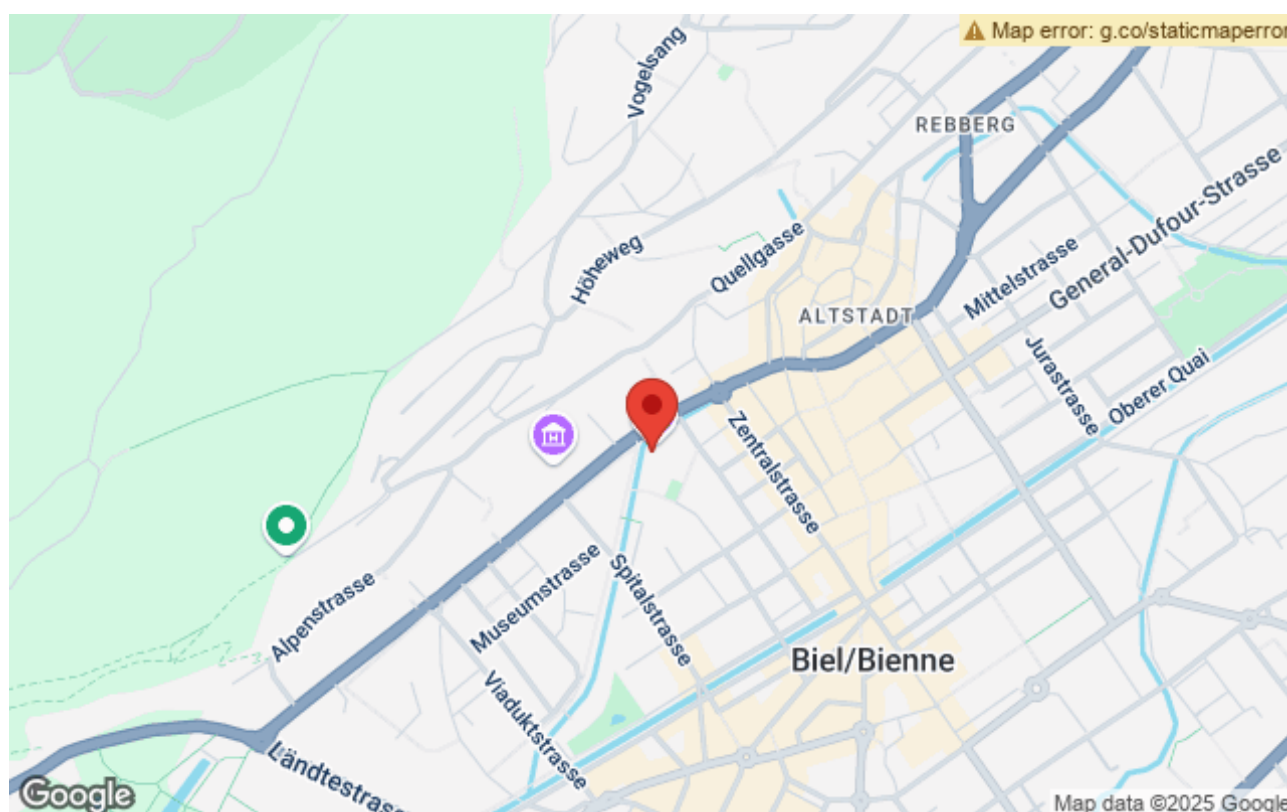 Map error: g.co/staticmaperror
Vogelsang
REBBERG
General-Dufour-Strasse
Höheweg
Quellgasse
Mittelstrasse
ALTSTADT
Jurastrasse
Oberer Quai
Zentralstrasse
Museumstrasse
Spitalstrasse
Alpenstrasse
Biel/Bienne
Viaduktstrasse
Ländtestrass
Google
Map data ©2025 Google